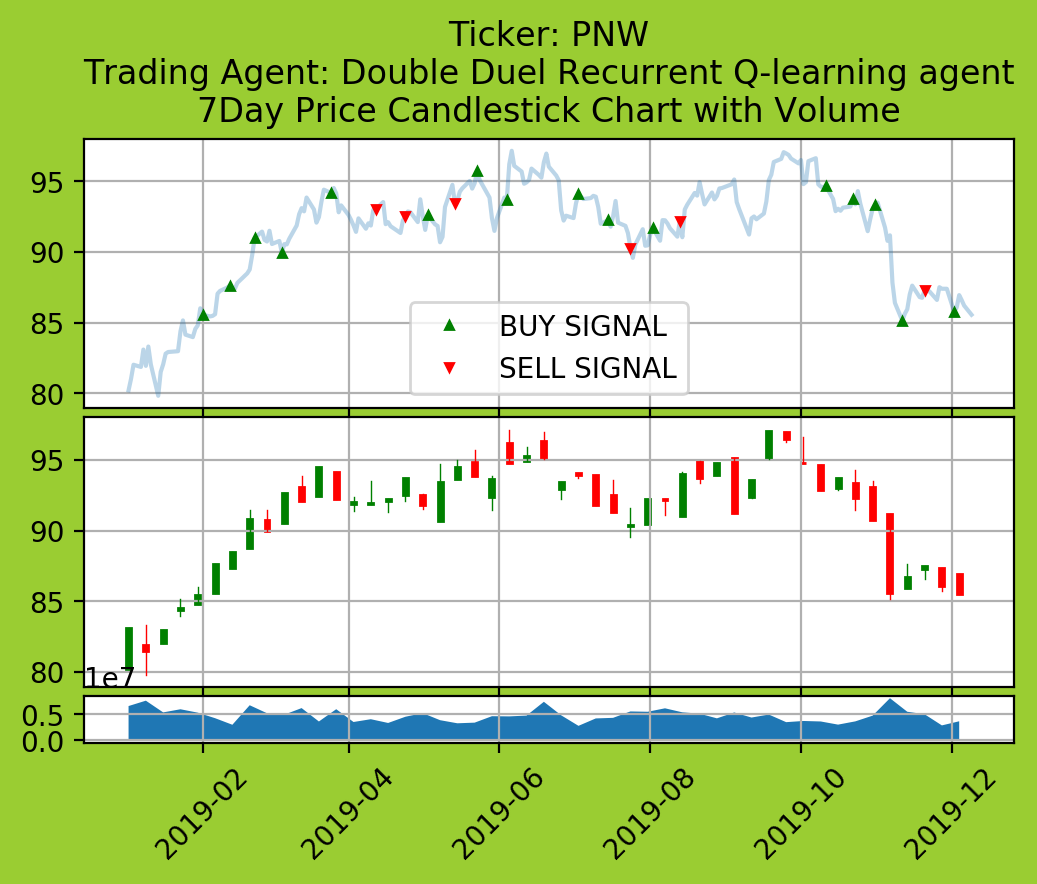 Ticker: PNW
Trading Agent: Double Duel Recurrent Q-learning agent
7Day Price Candlestick Chart with Volume
95
90
85
80
BUY SIGNAL
SELL SIGNAL
95
90
85
80
1e7
0.5
0.0
2019-02
2019-04
2019-06
2019-08
2019-10
2019-12